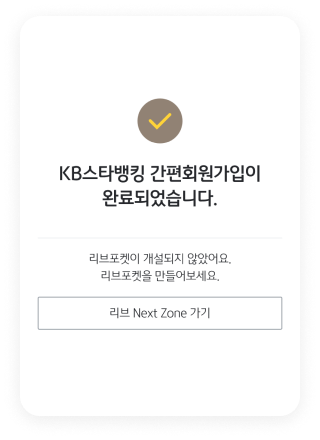 KB스타뱅킹 간편회원가입이
완료되었습니다.
리브포켓이 개설되지 않았어요.
리브포켓을 만들어보세요.
리브 Next Zone 가기